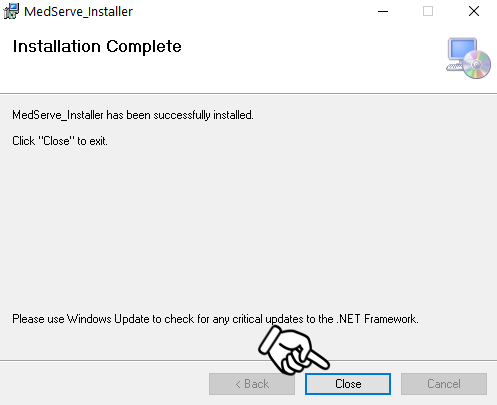 MedServe_Installer
Installation Complete
MedServe_Installer has been successfully installed.
Click "Close" to exit.
Please use Windows Update to check for any critical updates to the .NET Framework.
< Back
Close
Cancel